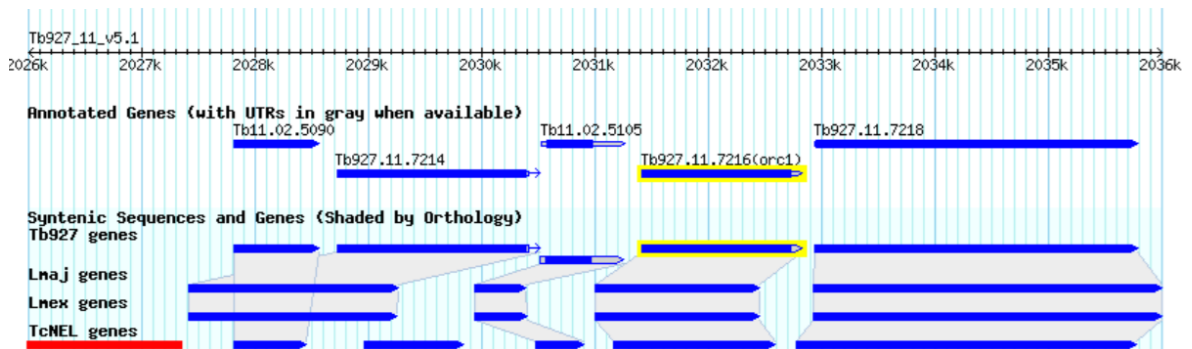 Tb927_11_v5.1
2026k 2027k 2028k 2029k 2030k 2031k 2032k 2033k 2034k 2035k 2036k
Annotated Genes (with UTRs in gray when available)
Tb11.02.5090 Tb11.02.5105 Tb927.11.7218
Tb927.11.7214 Tb927.11.7216(orc1)
Syntenic Sequences and Genes (Shaded by Orthology)
Tb927 genes
Lmaj genes
Lmex genes
TcNEL genes